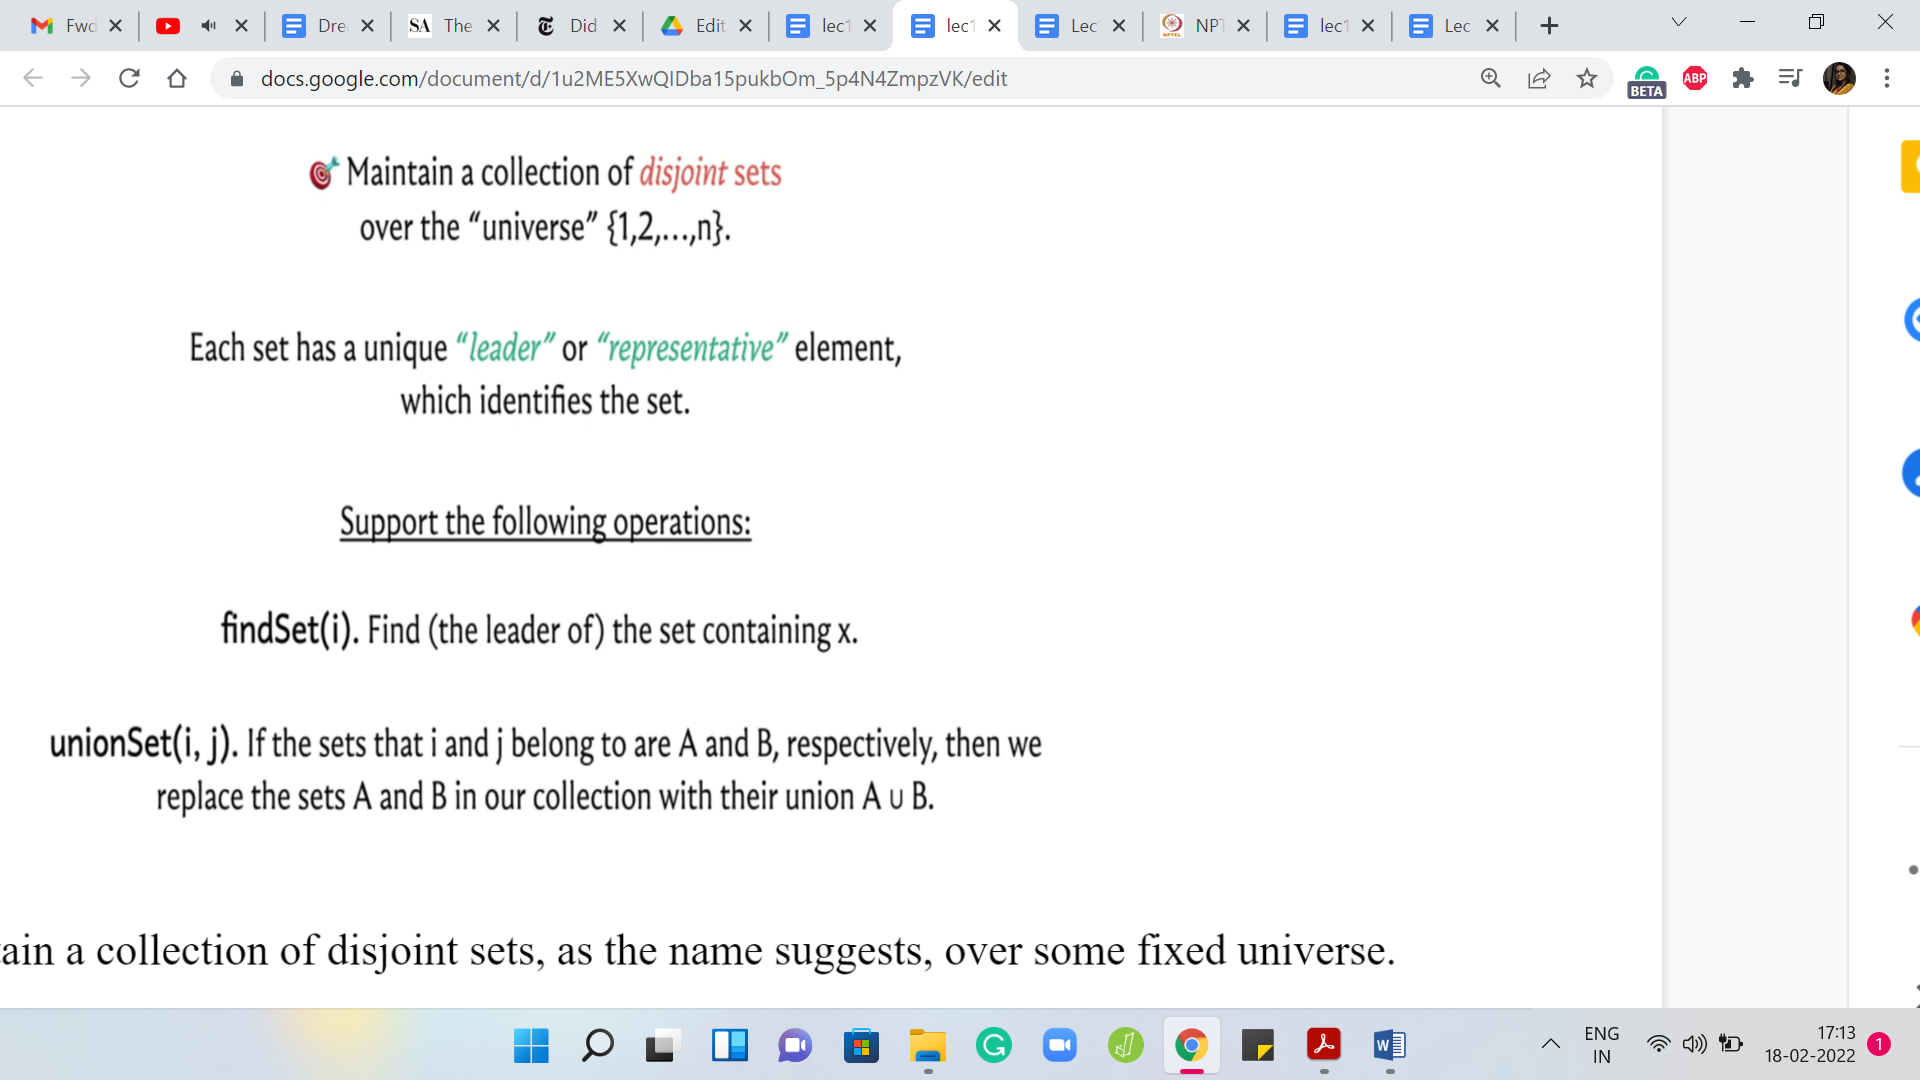 Fwd
Dre
SA The
Did
Edit
lec1
lec1
Lec
NPT
lec1
Lec
docs.google.com/document/d/1u2ME5XwQIDba15pukbOm_5p4N4ZmpzVK/edit
BETA
ABP
Maintain a collection of disjoint sets
over the “universe” {1,2,...,n}.
Each set has a unique “leader” or “representative” element,
which identifies the set.
Support the following operations:
findSet(i). Find (the leader of) the set containing x.
unionSet(i, j). If the sets that i and j belong to are A and B, respectively, then we
replace the sets A and B in our collection with their union A ∪ B.
tain a collection of disjoint sets, as the name suggests, over some fixed universe.
ENG
IN
17:13
18-02-2022
1